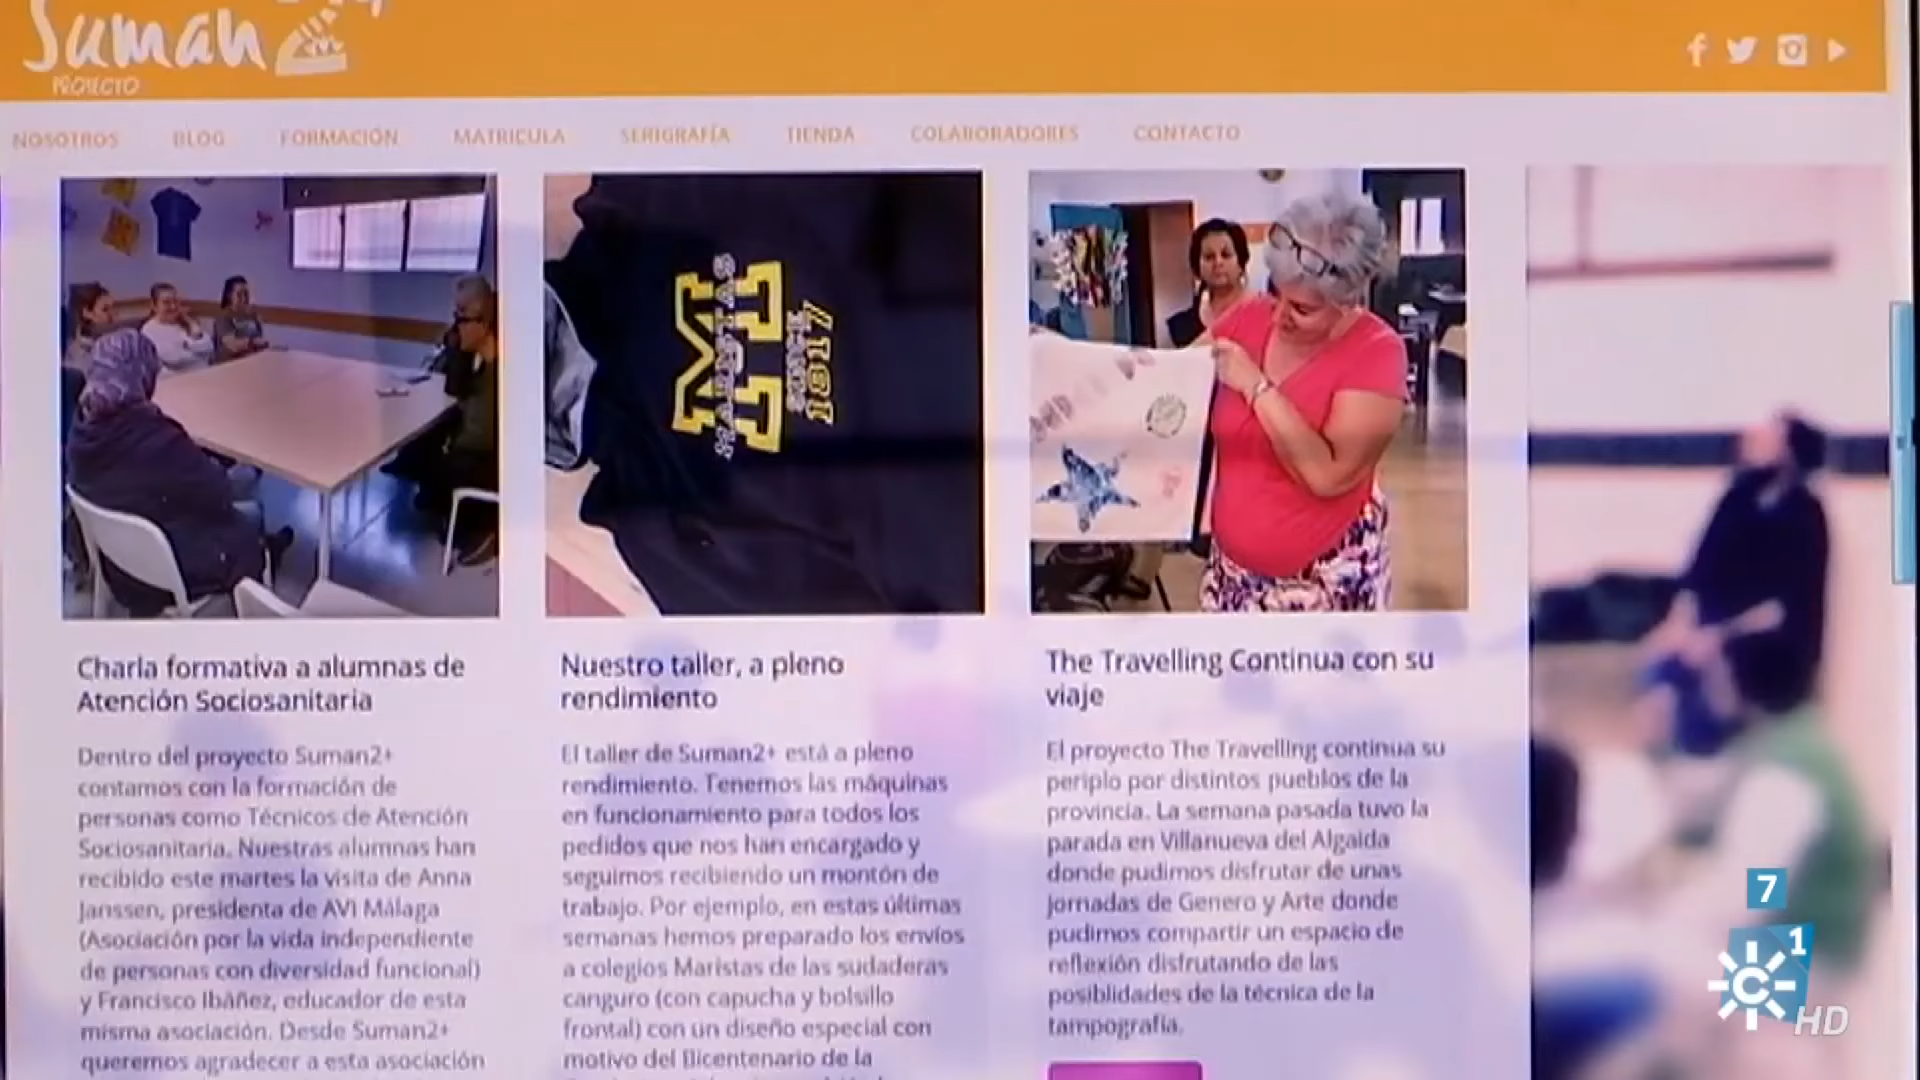 Suman2+
PROYECTO
NOSOTROS BLOG FORMACIÓN MATRICULA SERIGRAFÍA TIENDA COLABORADORES CONTACTO
MARISTAS
SINCE
1817
Charla formativa a alumnas de
Atención Sociosanitaria
Dentro del proyecto Suman2+
contamos con la formación de
personas como Técnicos de Atención
Sociosanitaria. Nuestras alumnas han
recibido este martes la visita de Anna
Janssen, presidenta de AVI Málaga
(Asociación por la vida independiente
de personas con diversidad funcional)
y Francisco Ibáñez, educador de esta
misma asociación. Desde Suman2+
queremos agradecer a esta asociación
Nuestro taller, a pleno
rendimiento
El taller de Suman2+ está a pleno
rendimiento. Tenemos las máquinas
en funcionamiento para todos los
pedidos que nos han encargado y
seguimos recibiendo un montón de
trabajo. Por ejemplo, en estas últimas
semanas hemos preparado los envíos
a colegios Maristas de las sudaderas
canguro (con capucha y bolsillo
frontal) con un diseño especial con
motivo del Bicentenario de la
The Travelling Continua con su
viaje
El proyecto The Travelling continua su
periplo por distintos pueblos de la
provincia. La semana pasada tuvo la
parada en Villanueva del Algaida
donde pudimos disfrutar de unas
Jornadas de Genero y Arte donde
pudimos compartir un espacio de
reflexión disfrutando de las
posiblidades de la técnica de la
tampografía.
7
1
HD